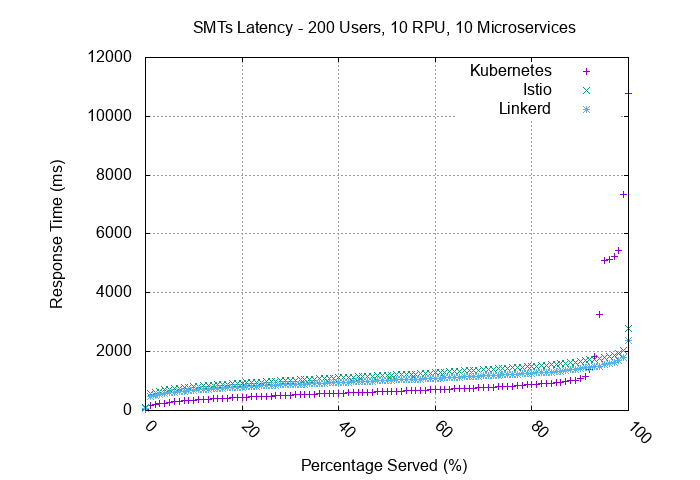 SMTs Latency - 200 Users, 10 RPU, 10 Microservices
12000
10000
8000
6000
4000
2000
0
Response Time (ms)
Kubernetes
Istio
Linkerd
0
20
40
60
80
100
Percentage Served (%)